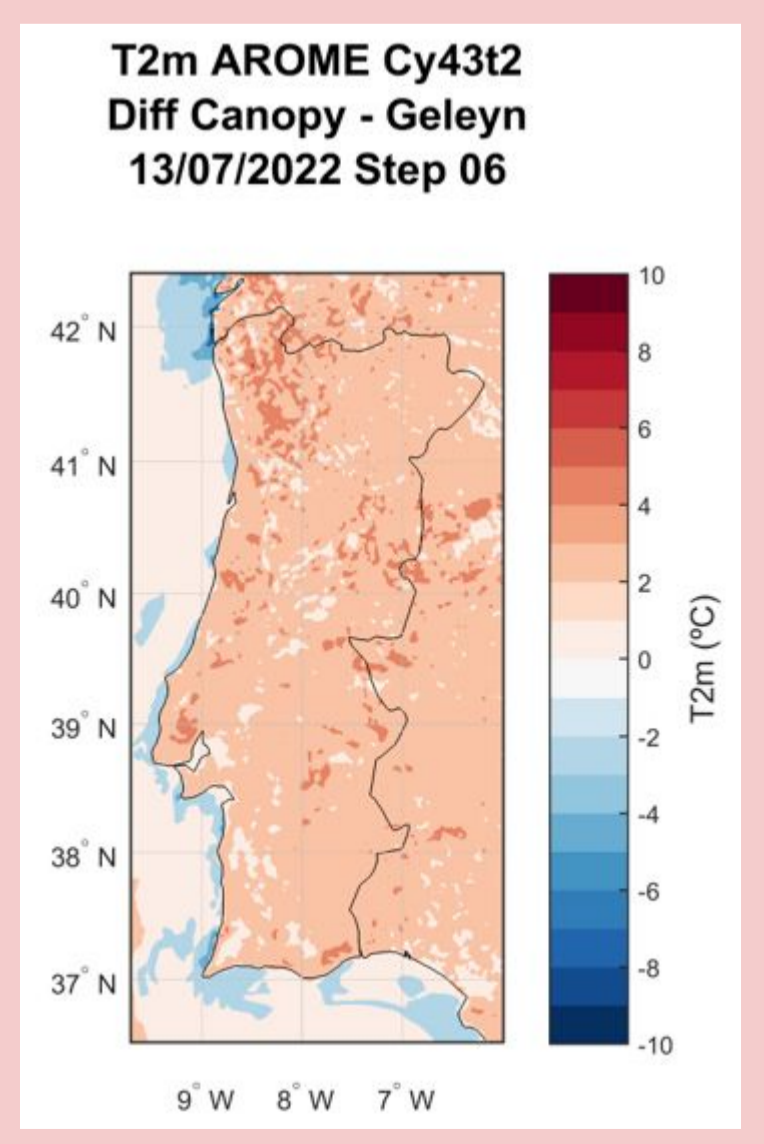 T2m AROME Cy43t2
Diff Canopy - Geleyn
13/07/2022 Step 06
42° N
41° N
40° N
39° N
38° N
37° N
9° W 8° W 7° W
10
8
6
4
2
0
-2
-4
-6
-8
-10
T2m (ºC)